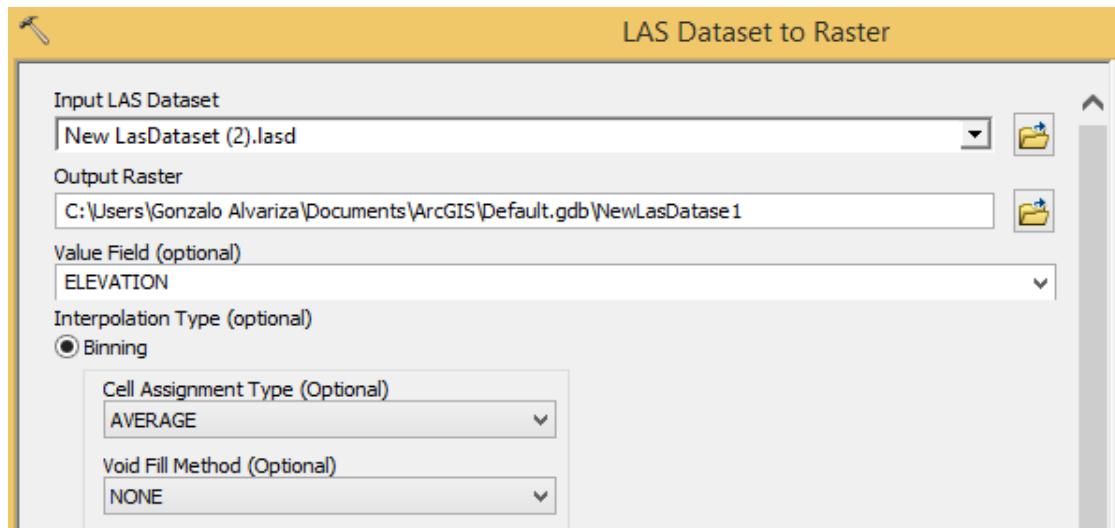 LAS Dataset to Raster
Input LAS Dataset
New LasDataset (2).lasd
Output Raster
C:\Users\Gonzalo Alvariza\Documents\ArcGIS\Default.gdb\NewLasDatase1
Value Field (optional)
ELEVATION
Interpolation Type (optional)
Binning
Cell Assignment Type (Optional)
AVERAGE
Void Fill Method (Optional)
NONE